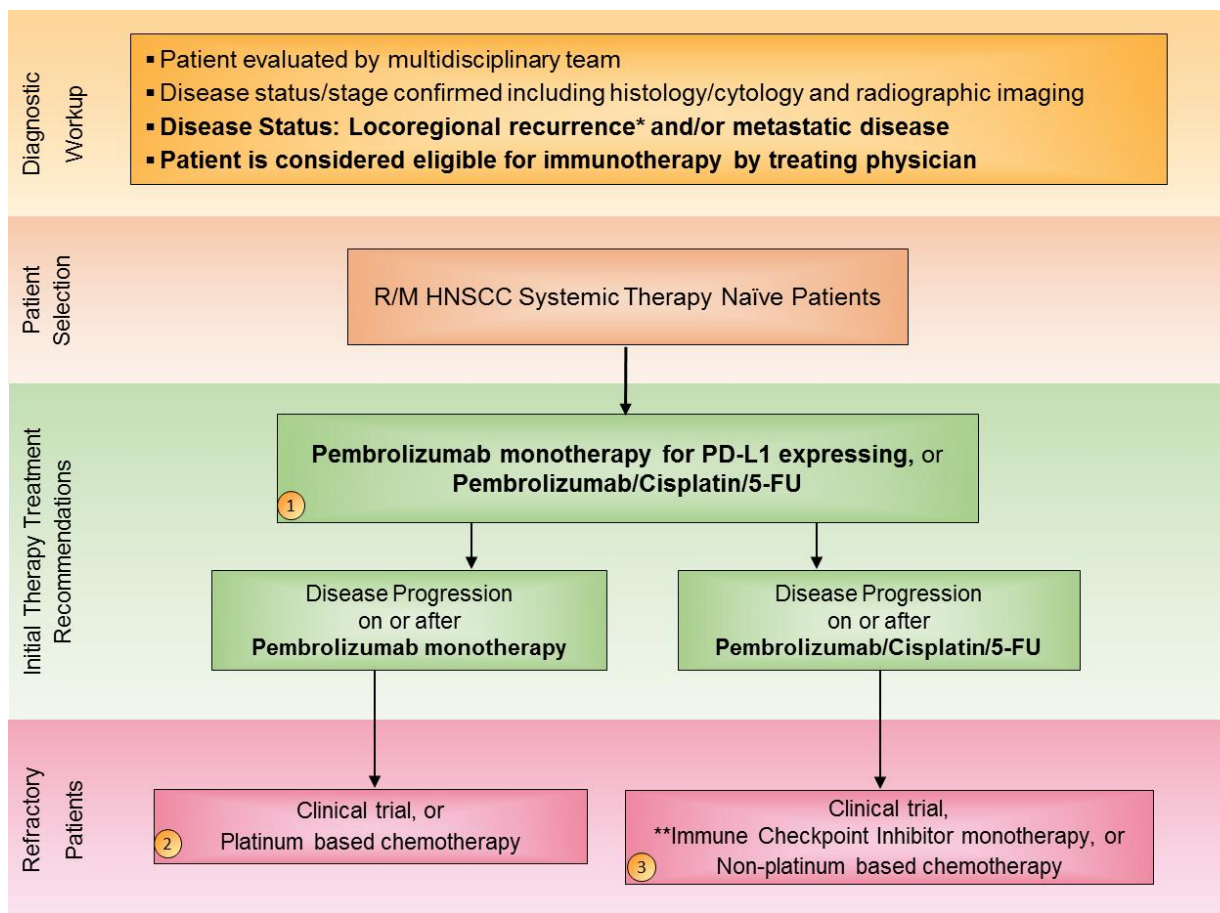 Diagnostic
Workup
▪ Patient evaluated by multidisciplinary team
▪ Disease status/stage confirmed including histology/cytology and radiographic imaging
▪ Disease Status: Locoregional recurrence* and/or metastatic disease
▪ Patient is considered eligible for immunotherapy by treating physician
Patient
Selection
R/M HNSCC Systemic Therapy Naïve Patients
Initial Therapy Treatment
Recommendations
Pembrolizumab monotherapy for PD-L1 expressing, or
Pembrolizumab/Cisplatin/5-FU
1
Disease Progression
on or after
Pembrolizumab monotherapy
Disease Progression
on or after
Pembrolizumab/Cisplatin/5-FU
Refractory
Patients
Clinical trial, or
Platinum based chemotherapy
2
Clinical trial,
**Immune Checkpoint Inhibitor monotherapy, or
Non-platinum based chemotherapy
3